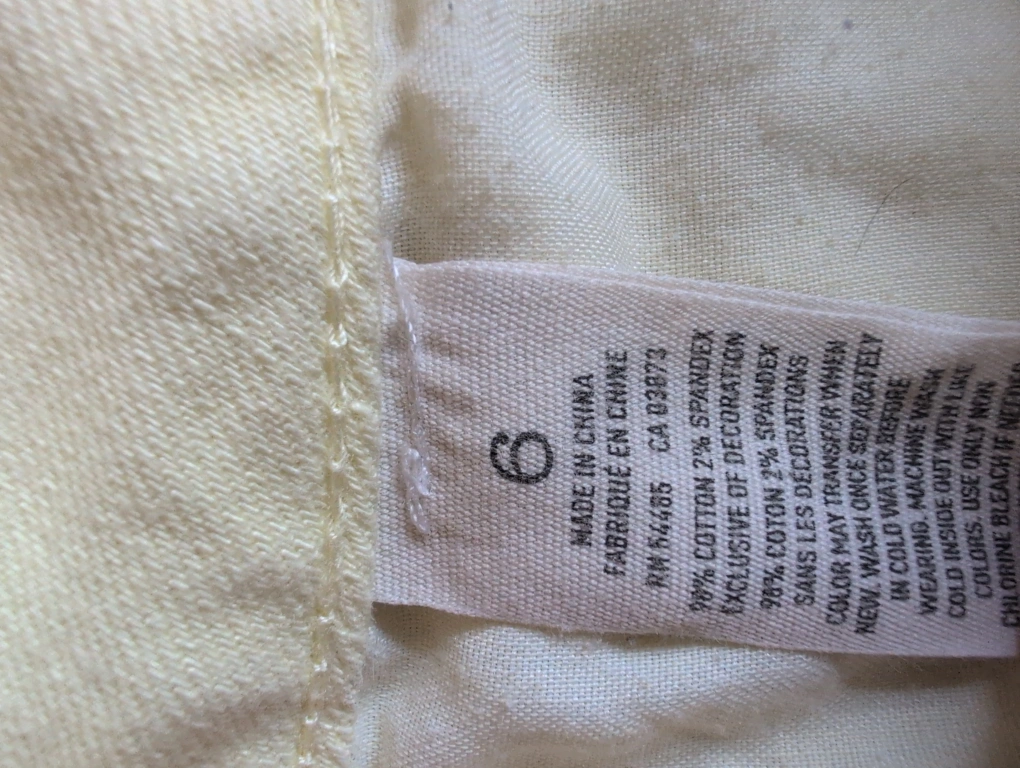 6
MADE IN CHINA
FABRIQUÉ EN CHINE
RN 54485 CA 03873
98% COTTON 2% SPANDEX
EXCLUSIVE OF DECORATION
98% COTON 2% SPANDEX
SANS LES DÉCORATIONS
COLOR MAY TRANSFER WHEN
NEW. WASH ONCE SEPARATELY
IN COLD WATER BEFORE
WEARING. MACHINE WASH
COLD INSIDE OUT WITH LIKE
COLORS. USE ONLY NON
CHLORINE BLEACH IF NEEDED